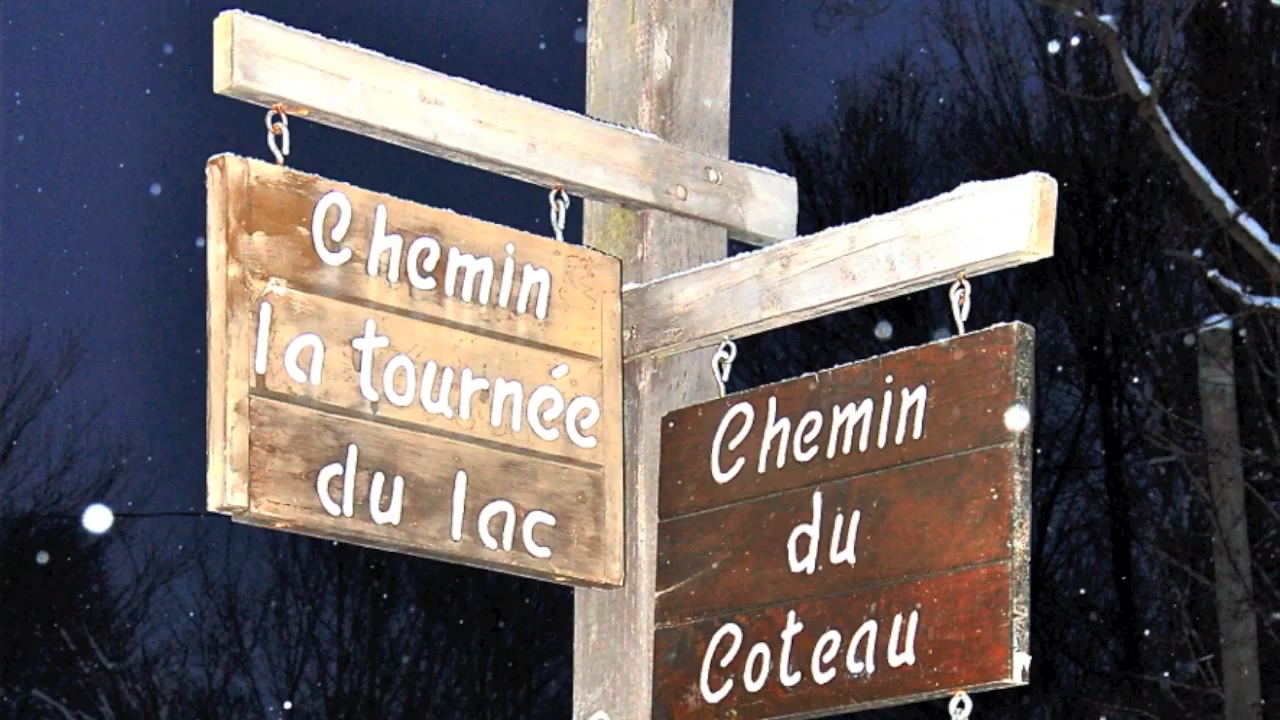 Chemin
la tournée
du lac
Chemin
du
Coteau